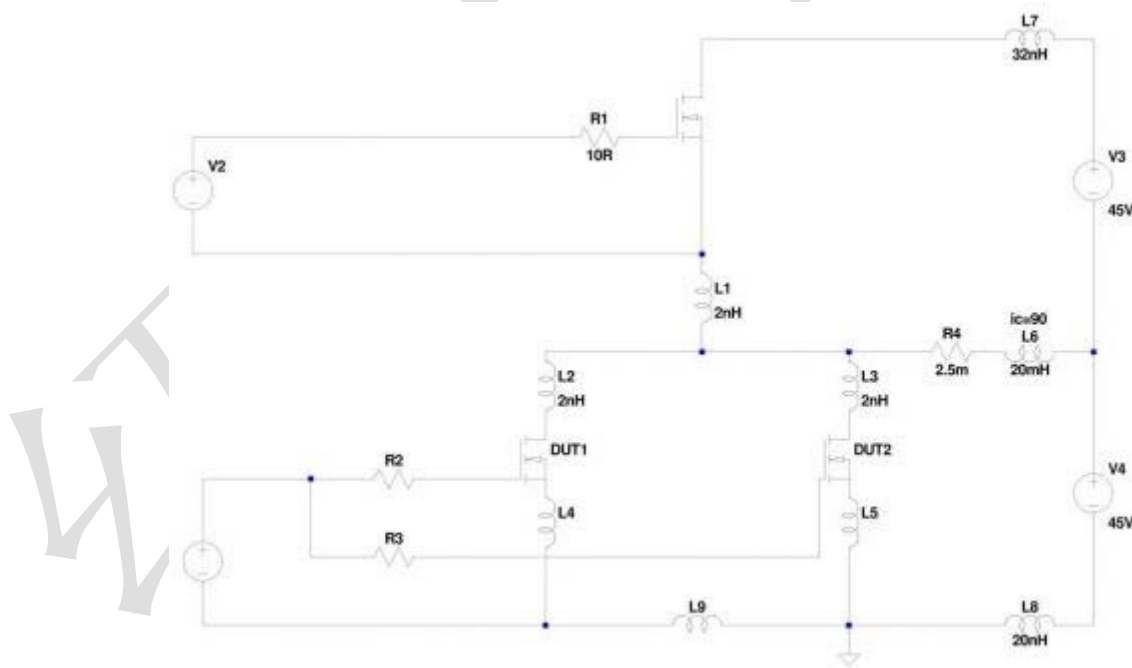 L7
32nH
R1
10R
V2
V3
45V
L1
2nH
ic=90
R4
L6
2.5m
20mH
L2
2nH
L3
2nH
DUT1
DUT2
R2
V4
L4
L5
45V
R3
L9
L8
20nH